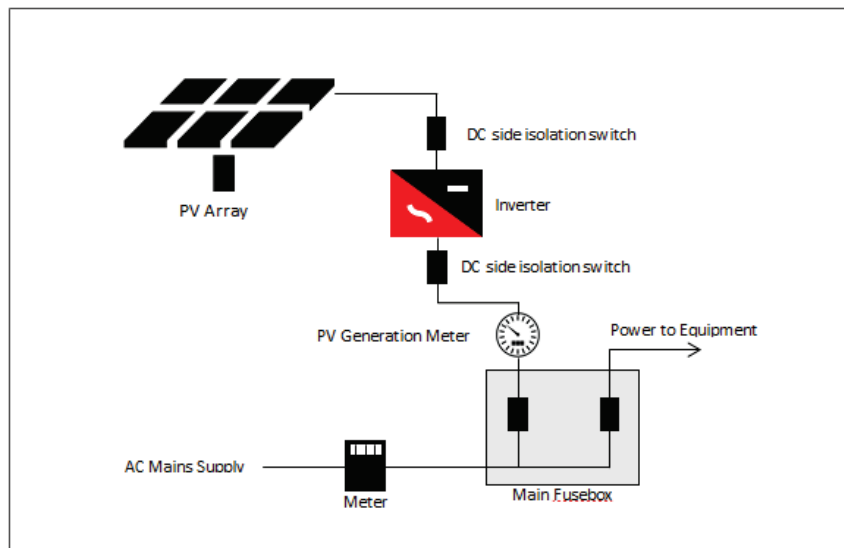 DC side isolation switch
PV Array
Inverter
DC side isolation switch
PV Generation Meter
Power to Equipment
AC Mains Supply
Meter
Main Fusebox